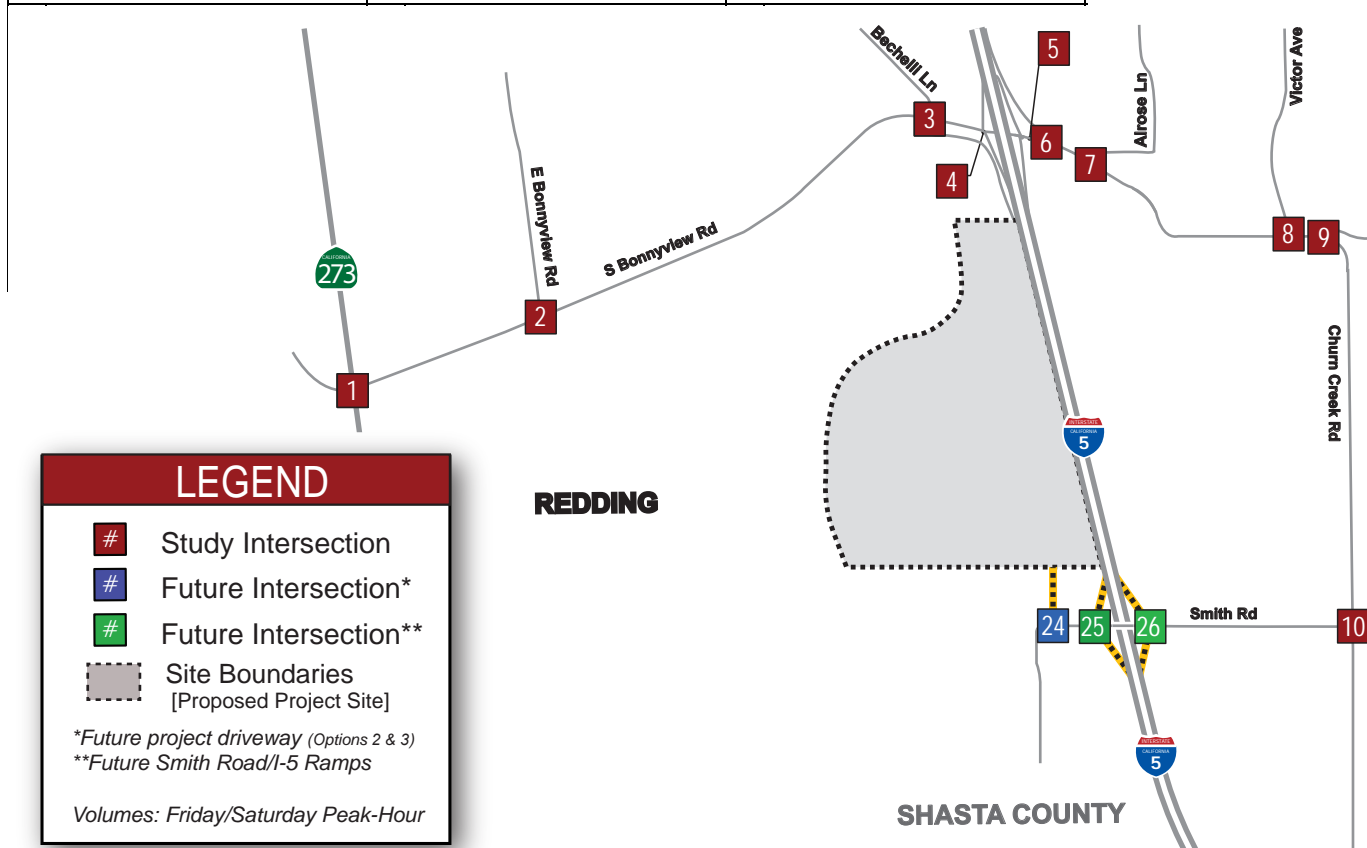 5
Bechelli Ln
Alrose Ln
Victor Ave
3
6
7
4
E Bonnyview Rd
S Bonnyview Rd
8
9
CALIFORNIA
273
2
Churn Creek Rd
1
INTERSTATE
CALIFORNIA
5
LEGEND
# Study Intersection
# Future Intersection*
# Future Intersection**
Site Boundaries
[Proposed Project Site]
*Future project driveway (Options 2 & 3)
**Future Smith Road/I-5 Ramps
Volumes: Friday/Saturday Peak-Hour
REDDING
24
25
26
Smith Rd
10
INTERSTATE
CALIFORNIA
5
SHASTA COUNTY